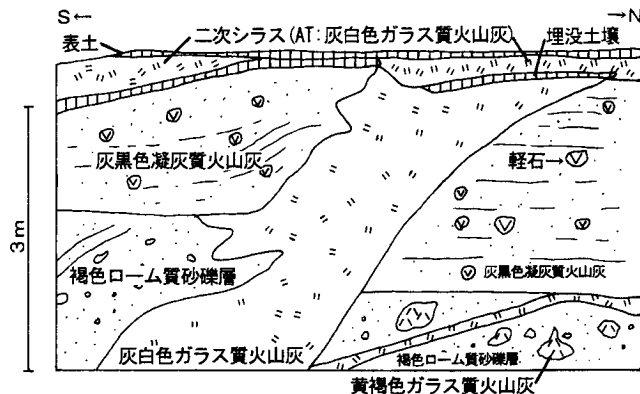 S← →N
表土 二次シラス(AT:灰白色ガラス質火山灰) 埋没土壌
灰黒色凝灰質火山灰
軽石→
3m
褐色ローム質砂礫層
灰黒色凝灰質火山灰
灰白色ガラス質火山灰
褐色ローム質砂礫層
黄褐色ガラス質火山灰